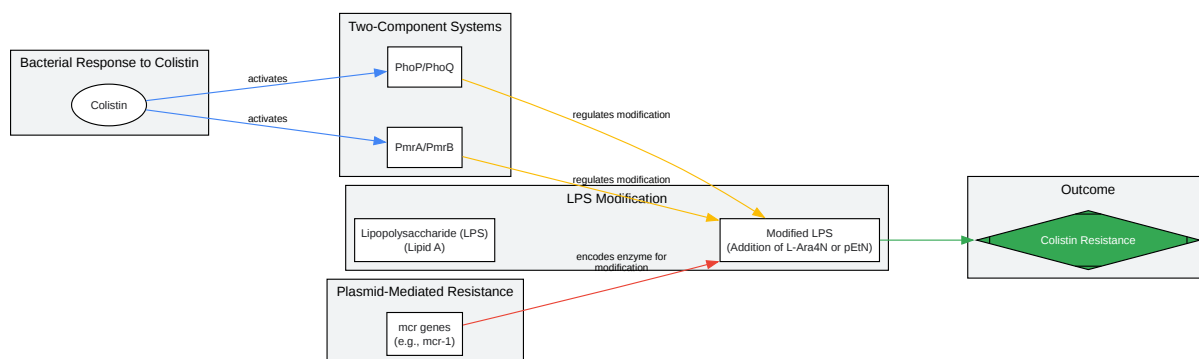 Two-Component Systems
Bacterial Response to Colistin
PhoP/PhoQ
activates
Colistin
activates
regulates modification
PmrA/PmrB
regulates modification
LPS Modification
Outcome
Lipopolysaccharide (LPS)
(Lipid A)
Modified LPS
(Addition of L-Ara4N or pEtN)
Colistin Resistance
encodes enzyme for
modification
Plasmid-Mediated Resistance
mcr genes
(e.g., mcr-1)